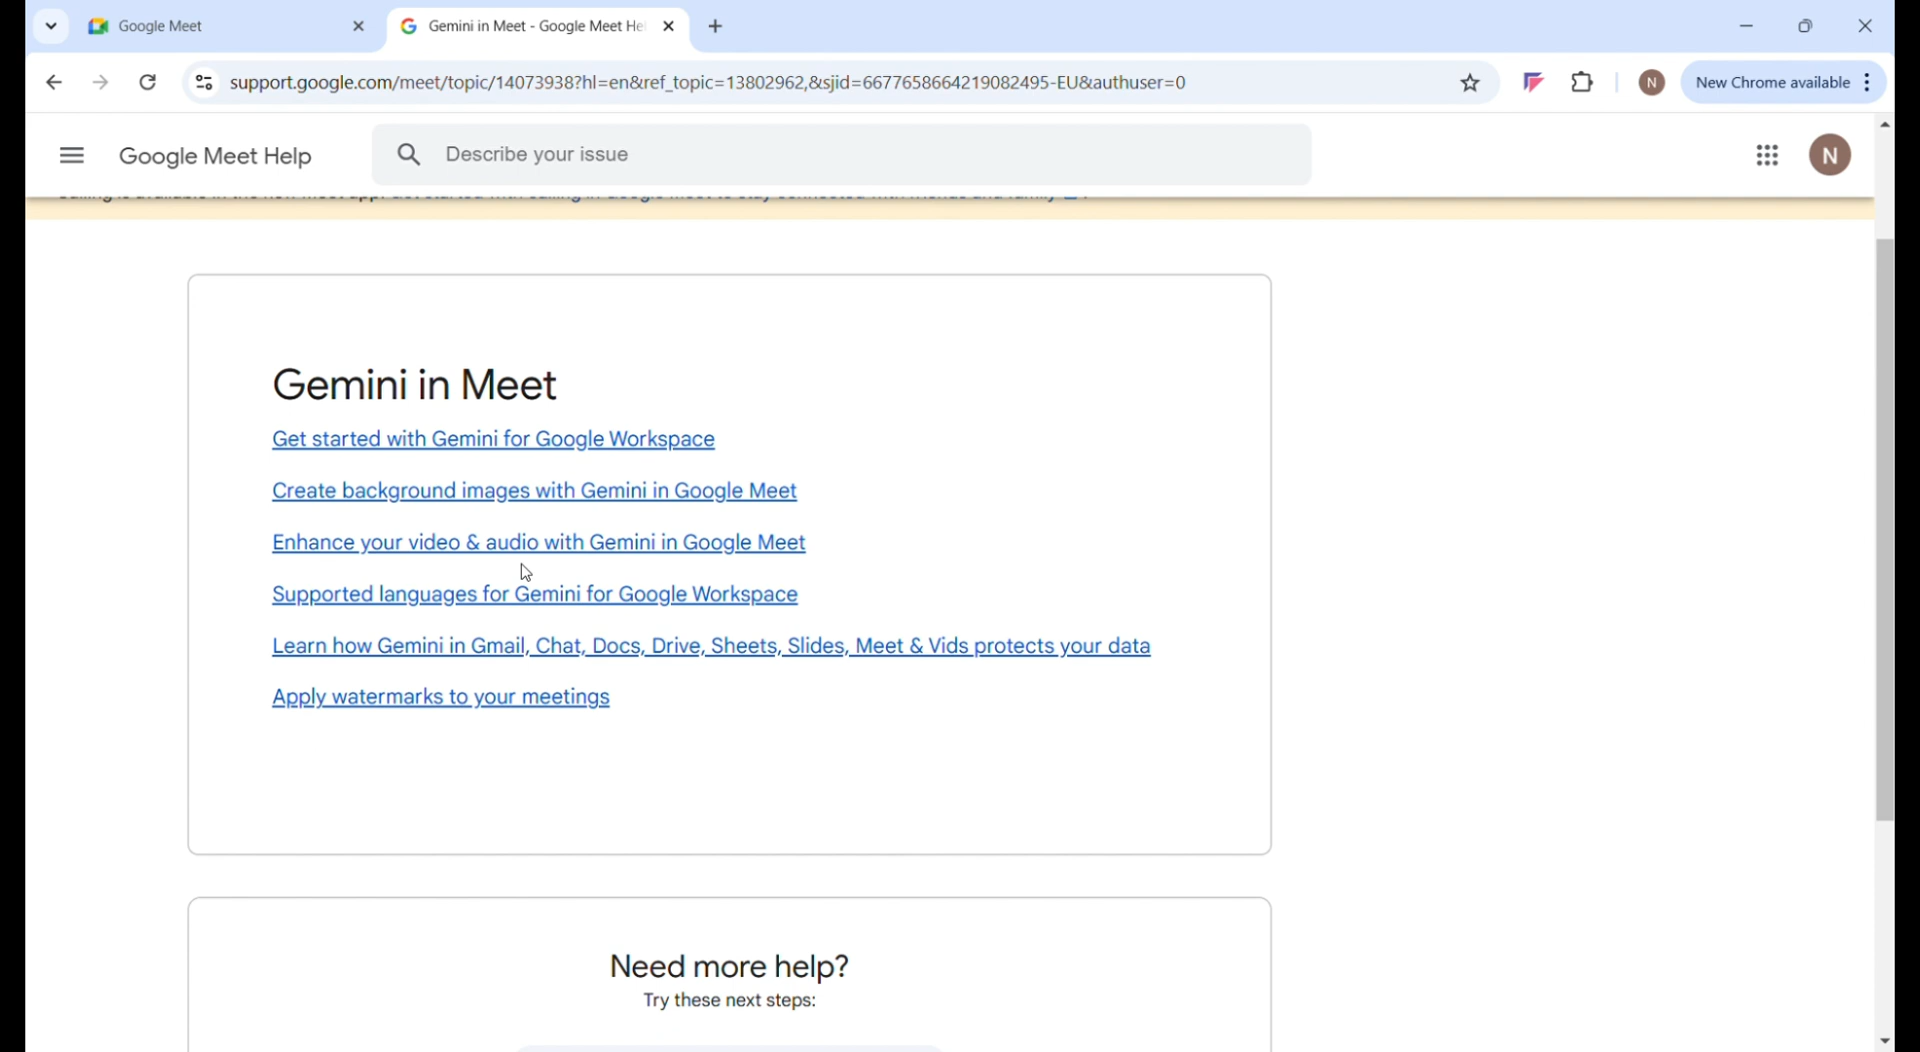 Google Meet
Gemini in Meet - Google Meet He
support.google.com/meet/topic/14073938?hl=en&ref_topic=13802962,&sjid=6677658664219082495-EU&authuser=0
N
New Chrome available
Google Meet Help
Describe your issue
N
Gemini in Meet
Get started with Gemini for Google Workspace
Create background images with Gemini in Google Meet
Enhance your video & audio with Gemini in Google Meet
Supported languages for Gemini for Google Workspace
Learn how Gemini in Gmail, Chat, Docs, Drive, Sheets, Slides, Meet & Vids protects your data
Apply watermarks to your meetings
Need more help?
Try these next steps: